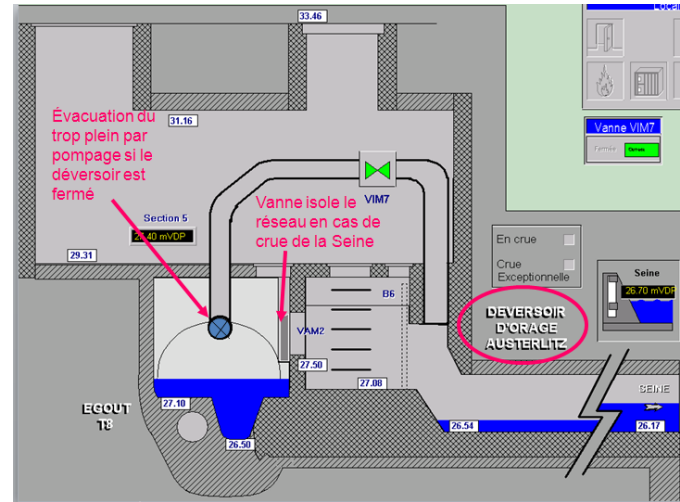 33.46
Local
31.16
Évacuation du
trop plein par
pompage si le
déversoir est
fermé
Vanne VIM7
Fermée
VIM7
Vanne isole le
réseau en cas de
crue de la Seine
Section 5
mVDP
29.31
En crue
Crue
Exceptionnelle
Seine
26.70 mVDP
B6
DEVERSOIR
D'ORAGE
AUSTERLITZ
VAM2
27.50
27.08
27.10
EGOUT
T8
26.50
26.54
SEINE
26.17